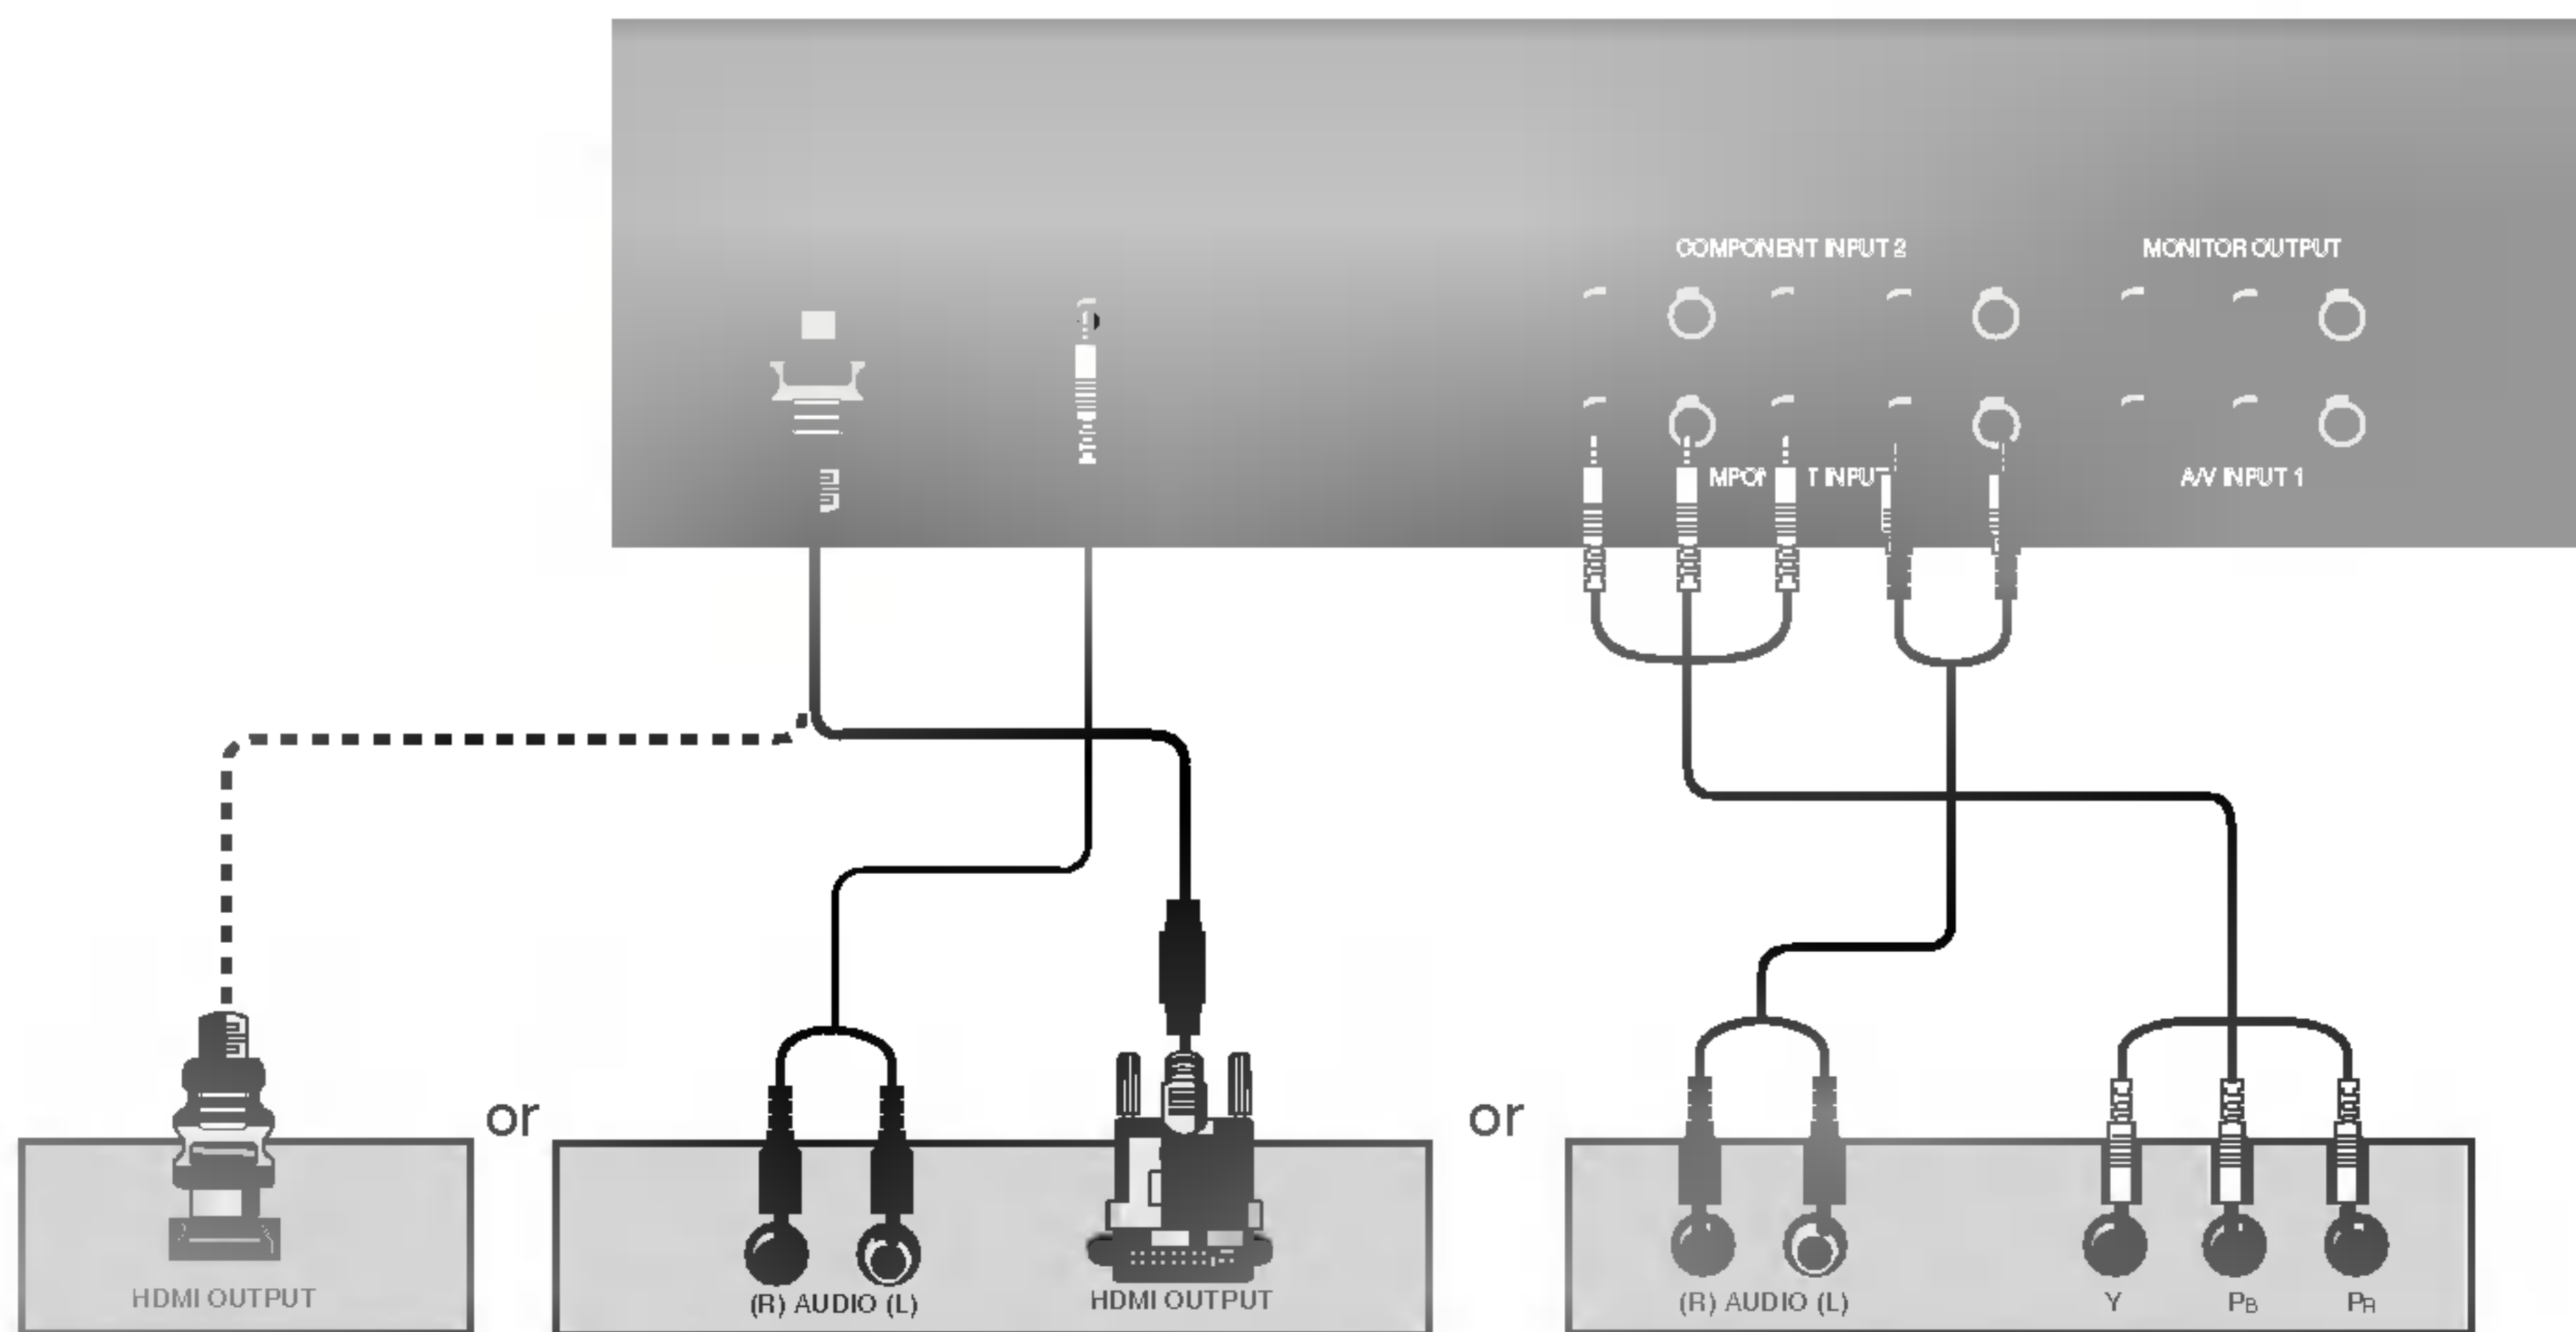 COMPONENT INPUT 2
MONITOR OUTPUT
A/V INPUT 1
or
or
HDMI OUTPUT
(R) AUDIO (L)
HDMI OUTPUT
(R) AUDIO (L)
Y
PB
PR